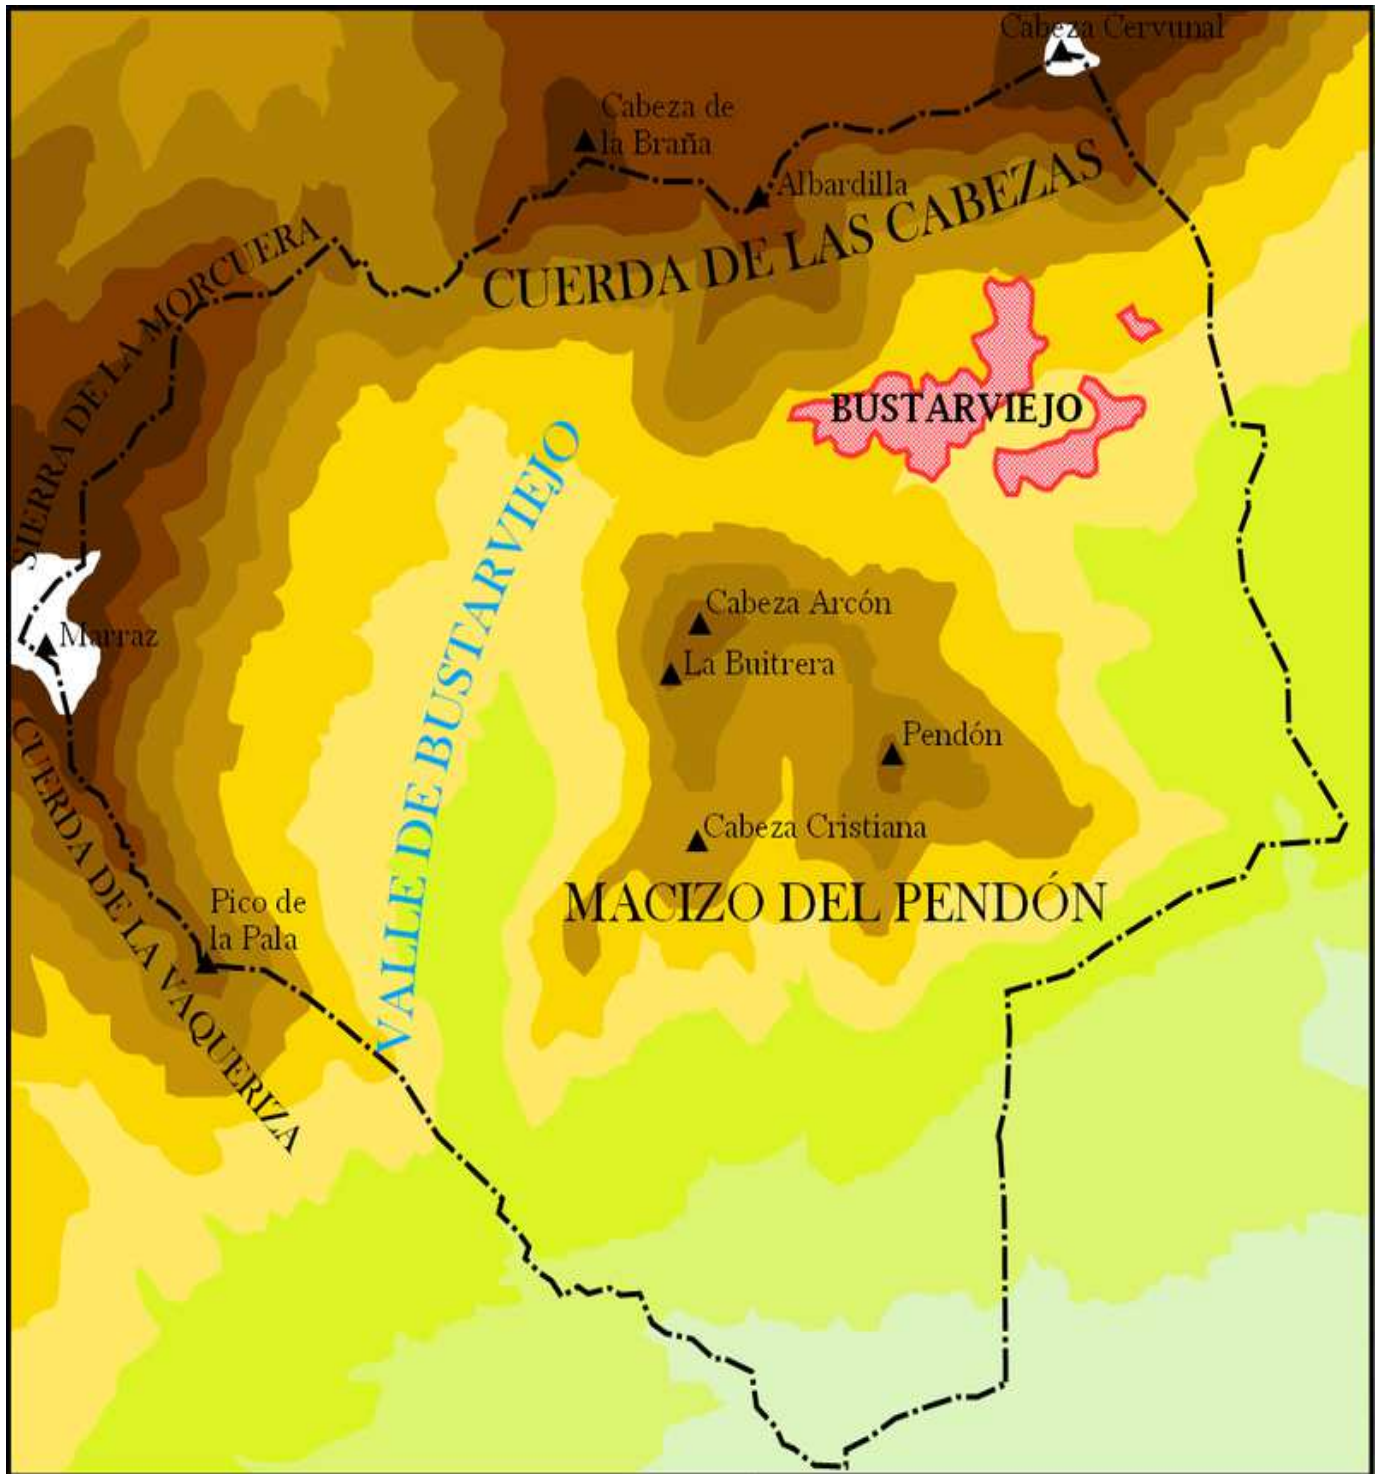 Cabeza Cervunal
Cabeza de
la Braña
Albardilla
CUERDA DE LAS CABEZAS
SIERRA DE LA MORCUERA
BUSTARVIEJO
VALLE DE BUSTARVIEJO
Cabeza Arcón
Marraz
La Buitrera
Pendón
Cabeza Cristiana
CUERDA DE LA VAQUERIZA
MACIZO DEL PENDÓN
Pico de
la Pala